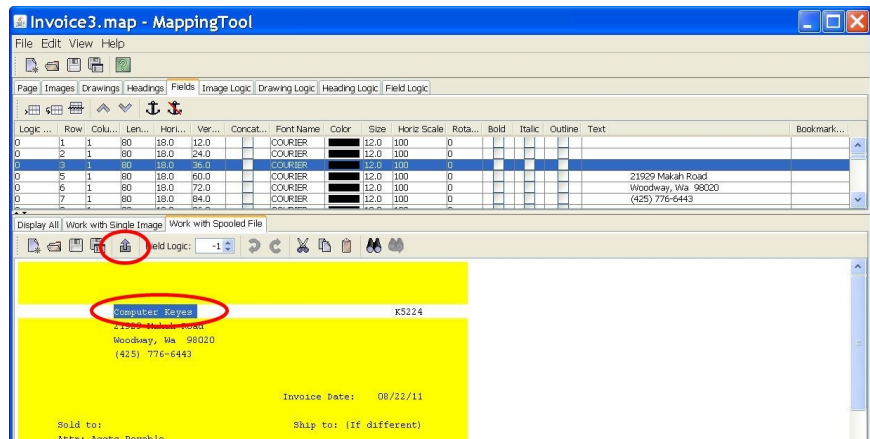 Invoice3.map - MappingTool
File Edit View Help
Page Images Drawings Headings Fields Image Logic Drawing Logic Heading Logic Field Logic
Logic ... Row Colu... Len... Hori... Ver... Concat... Font Name Color Size Horiz Scale Rota... Bold Italic Outline Text Bookmark...
0 1 1 80 18.0 12.0 COURIER 12.0 100 0
0 2 1 80 18.0 24.0 COURIER 12.0 100 0
0 3 1 80 18.0 36.0 COURIER 12.0 100 0
0 5 1 80 18.0 60.0 COURIER 12.0 100 0 21929 Makah Road
0 6 1 80 18.0 72.0 COURIER 12.0 100 0 Woodway, Wa 98020
0 7 1 80 18.0 84.0 COURIER 12.0 100 0 (425) 776-6443
Display All Work with Single Image Work with Spooled File
Field Logic: -1
Computer Keyes K5224
21929 Makah Road
Woodway, Wa 98020
(425) 776-6443
Invoice Date: 08/22/11
Sold to: Ship to: (If different)
Attn: Accts Payable